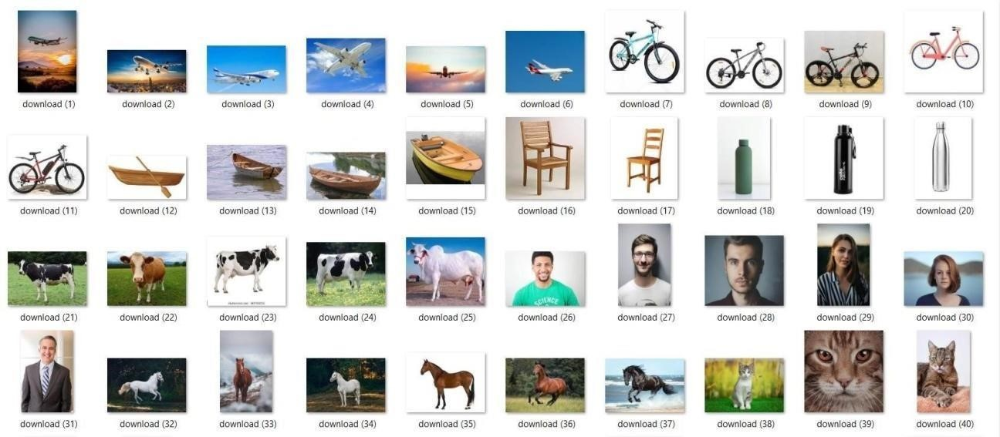 download (1) download (2) download (3) download (4) download (5) download (6) download (7) download (8) download (9) download (10)
download (11) download (12) download (13) download (14) download (15) download (16) download (17) download (18) download (19) download (20)
SCIENCE
download (21) download (22) download (23) download (24) download (25) download (26) download (27) download (28) download (29) download (30)
download (31) download (32) download (33) download (34) download (35) download (36) download (37) download (38) download (39) download (40)